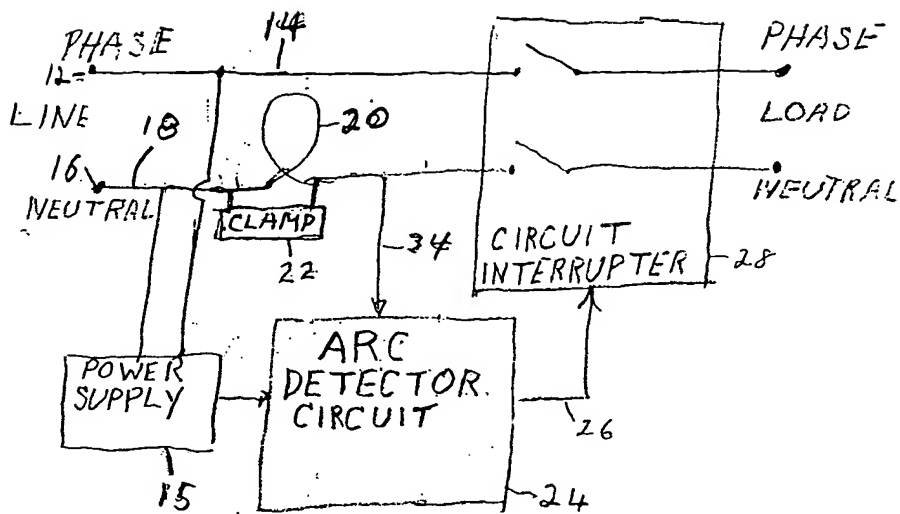 PHASE
14
PHASE
12
LINE
LOAD
18
20
16
NEUTRAL
NEUTRAL
CLAMP
22
34
CIRCUIT
INTERRUPTER
28
POWER
SUPPLY
ARC
DETECTOR
CIRCUIT
26
15
24